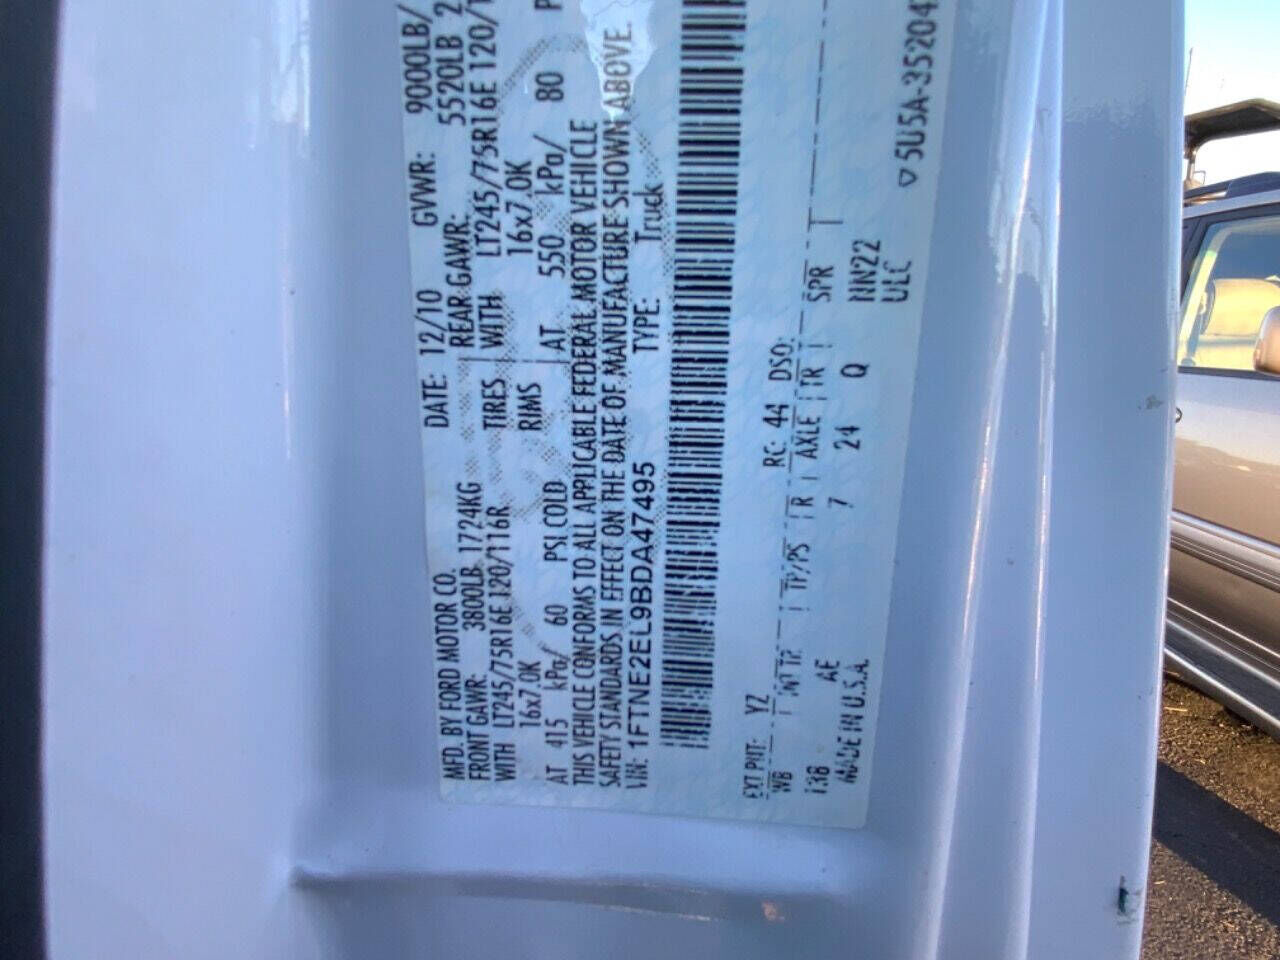 MFD. BY FORD MOTOR CO. DATE: 12/10 GVWR: 9000LB/
FRONT GAWR: 3800LB 1724KG REAR GAWR: 5520LB 2
WITH LT245/75R16E 120/116R TIRES WITH LT245/75R16E 120/1
16x7.0K RIMS 16x7.0K
AT 415 kPa/ 60 PSI COLD AT 550 kPa/ 80 P
THIS VEHICLE CONFORMS TO ALL APPLICABLE FEDERAL MOTOR VEHICLE
SAFETY STANDARDS IN EFFECT ON THE DATE OF MANUFACTURE SHOWN ABOVE.
VIN: 1FTNE2EL9BDA47495 TYPE: Truck
EXT PNT: YZ RC: 44 DSO:
WB INT TR TP/PS R AXLE TR SPR T
138 AE 7 24 Q NN22
MADE IN U.S.A. ULC
▽5U5A-35204